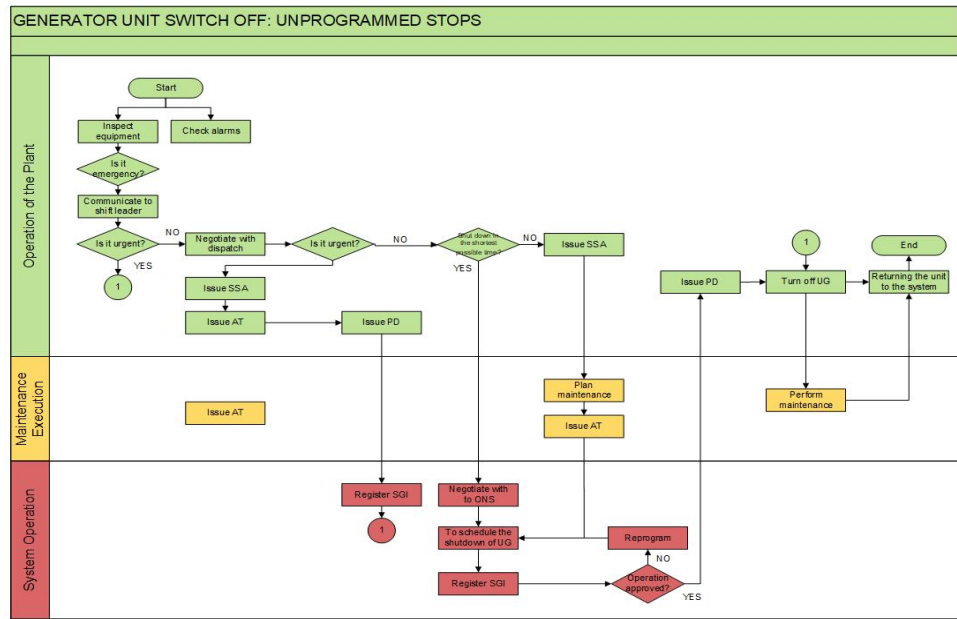 GENERATOR UNIT SWITCH OFF: UNPROGRAMMED STOPS
Operation of the Plant
Start
Inspect
equipment
Check alarms
Is it
emergency?
Communicate to
shift leader
Is it urgent?
NO
YES
1
Negotiate with
dispatch
Is it urgent?
NO
Issue SSA
Issue AT
Issue PD
Shut down in
the shortest
possible time?
NO
YES
Issue SSA
Issue PD
1
Turn off UG
End
Returning the unit
to the system
Maintenance
Execution
Issue AT
Plan
maintenance
Issue AT
Perform
maintenance
System Operation
Register SGI
1
Negotiate with
to ONS
To schedule the
shutdown of UG
Register SGI
Reprogram
NO
Operation
approved?
YES